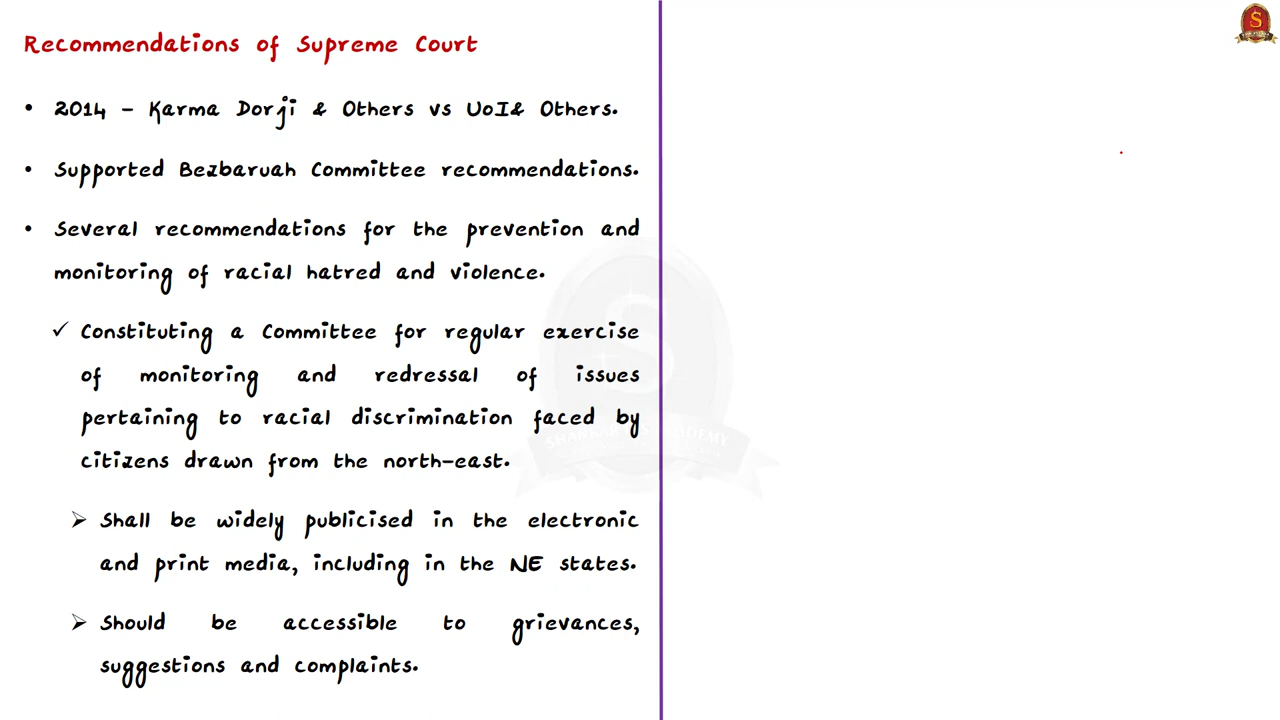 Recommendations of Supreme Court
• 2014 – Karma Dorji & Others vs UoI& Others.
• Supported Bezbaruah Committee recommendations.
• Several recommendations for the prevention and
monitoring of racial hatred and violence.
✓ Constituting a Committee for regular exercise
of monitoring and redressal of issues
pertaining to racial discrimination faced by
citizens drawn from the north-east.
➢ Shall be widely publicised in the electronic
and print media, including in the NE states.
➢ Should be accessible to grievances,
suggestions and complaints.
S